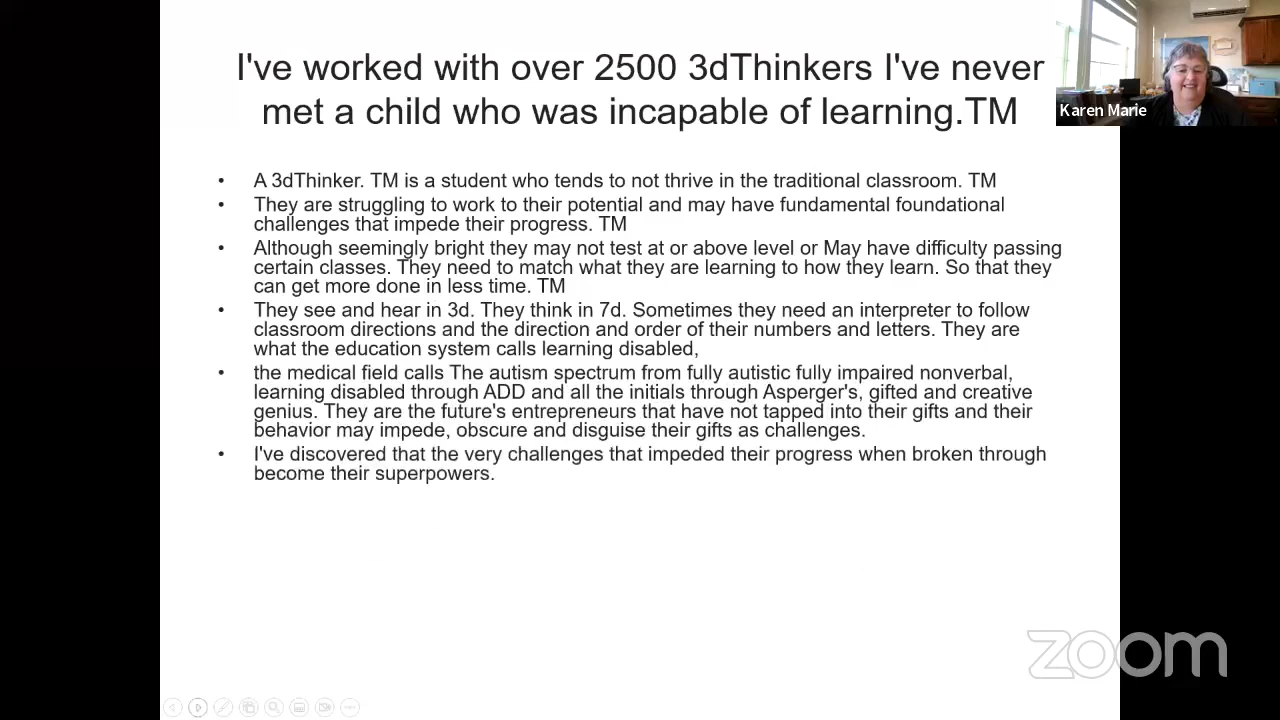 I've worked with over 2500 3dThinkers I've never
met a child who was incapable of learning.TM
Karen Marie
• A 3dThinker. TM is a student who tends to not thrive in the traditional classroom. TM
• They are struggling to work to their potential and may have fundamental foundational
challenges that impede their progress. TM
• Although seemingly bright they may not test at or above level or May have difficulty passing
certain classes. They need to match what they are learning to how they learn. So that they
can get more done in less time. TM
• They see and hear in 3d. They think in 7d. Sometimes they need an interpreter to follow
classroom directions and the direction and order of their numbers and letters. They are
what the education system calls learning disabled,
• the medical field calls The autism spectrum from fully autistic fully impaired nonverbal,
learning disabled through ADD and all the initials through Asperger's, gifted and creative
genius. They are the future's entrepreneurs that have not tapped into their gifts and their
behavior may impede, obscure and disguise their gifts as challenges.
• I've discovered that the very challenges that impeded their progress when broken through
become their superpowers.
zoom